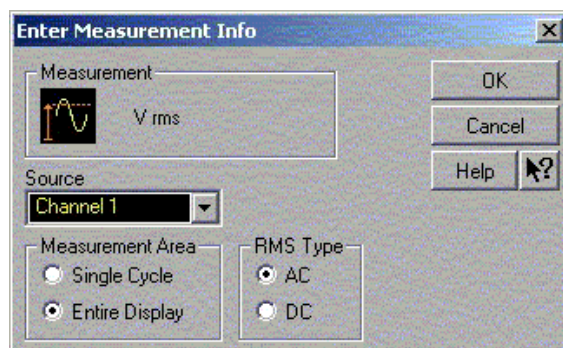 Enter Measurement Info
Measurement
V rms
OK
Cancel
Help
?
Source
Channel 1
Measurement Area
Single Cycle
Entire Display
RMS Type
AC
DC